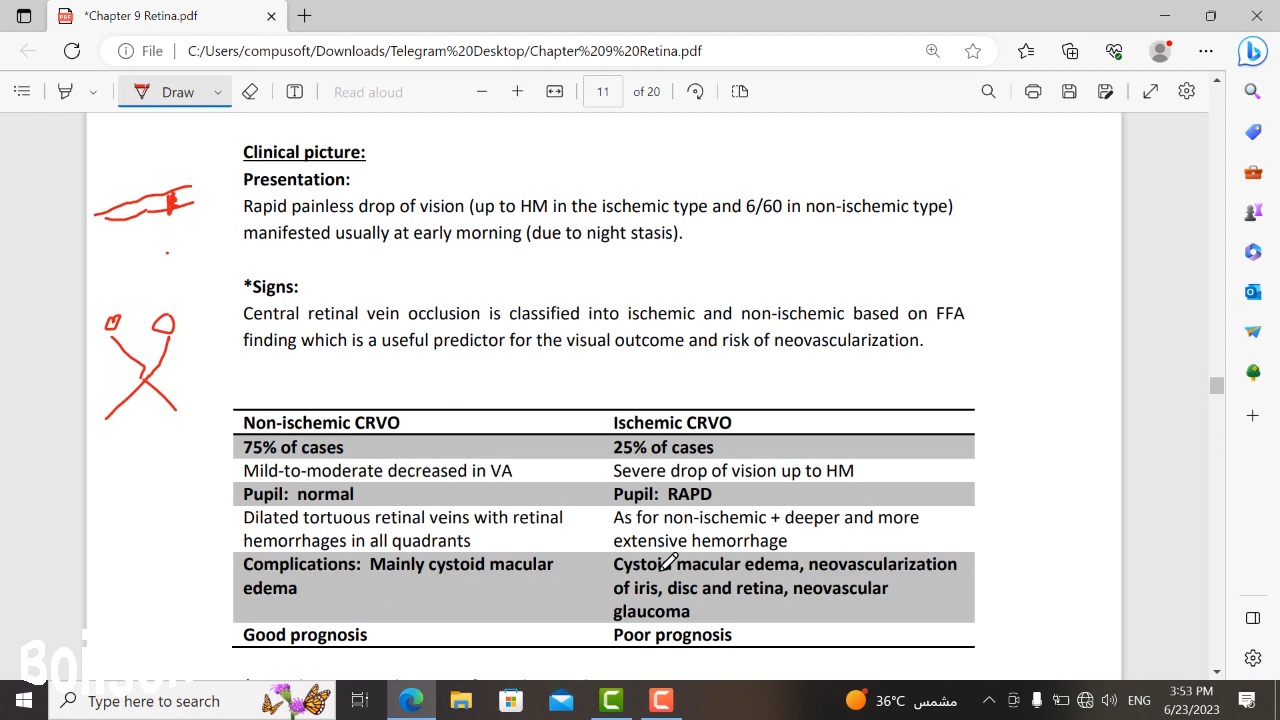 *Chapter 9 Retina.pdf
File
C:/Users/compusoft/Downloads/Telegram%20Desktop/Chapter%209%20Retina.pdf
Draw
Read aloud
11 of 20
Clinical picture:
Presentation:
Rapid painless drop of vision (up to HM in the ischemic type and 6/60 in non-ischemic type)
manifested usually at early morning (due to night stasis).
*Signs:
Central retinal vein occlusion is classified into ischemic and non-ischemic based on FFA
finding which is a useful predictor for the visual outcome and risk of neovascularization.
Non-ischemic CRVO Ischemic CRVO
75% of cases 25% of cases
Mild-to-moderate decreased in VA Severe drop of vision up to HM
Pupil: normal Pupil: RAPD
Dilated tortuous retinal veins with retinal As for non-ischemic + deeper and more
hemorrhages in all quadrants extensive hemorrhage
Complications: Mainly cystoid macular Cystoid macular edema, neovascularization
edema of iris, disc and retina, neovascular
glaucoma
Good prognosis Poor prognosis
Type here to search
36°C مشمس
ENG
3:53 PM
6/23/2023